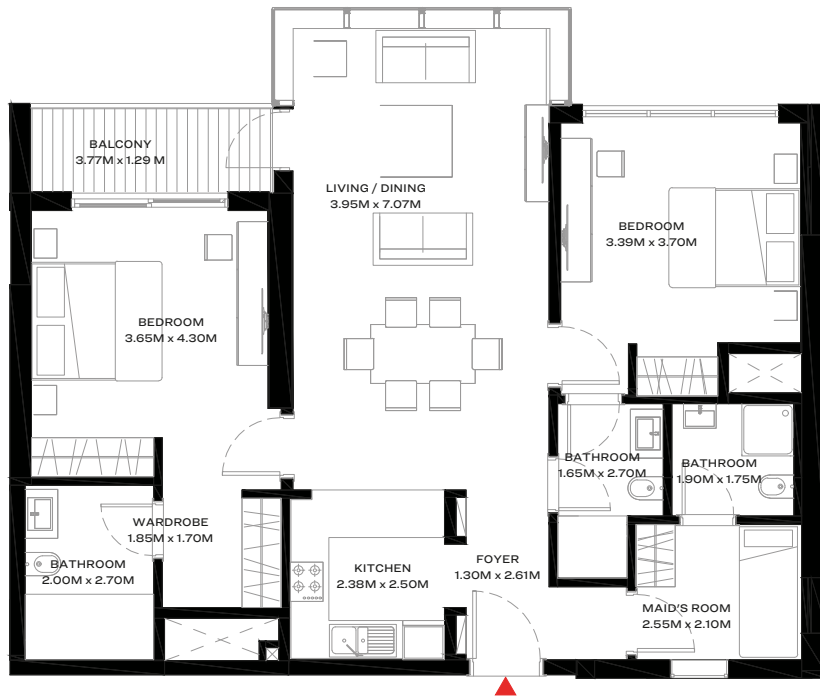 BALCONY
3.77M x 1.29 M
LIVING / DINING
3.95M x 7.07M
BEDROOM
3.39M x 3.70M
BEDROOM
3.65M x 4.30M
BATHROOM
1.65M x 2.70M
BATHROOM
1.90M x 1.75M
WARDROBE
1.85M x 1.70M
BATHROOM
2.00M x 2.70M
KITCHEN
2.38M x 2.50M
FOYER
1.30M x 2.61M
MAID'S ROOM
2.55M x 2.10M